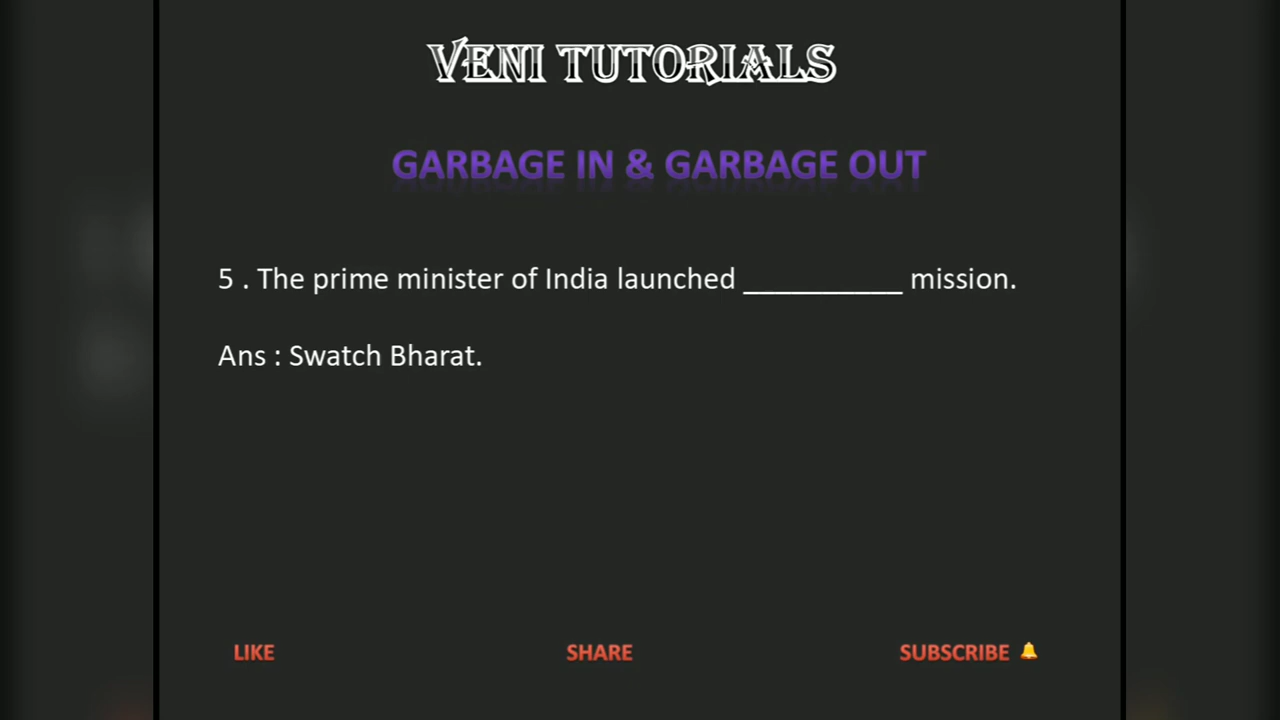 VENI TUTORIALS
GARBAGE IN & GARBAGE OUT
5 . The prime minister of India launched __________ mission.
Ans : Swatch Bharat.
LIKE SHARE SUBSCRIBE 🔔